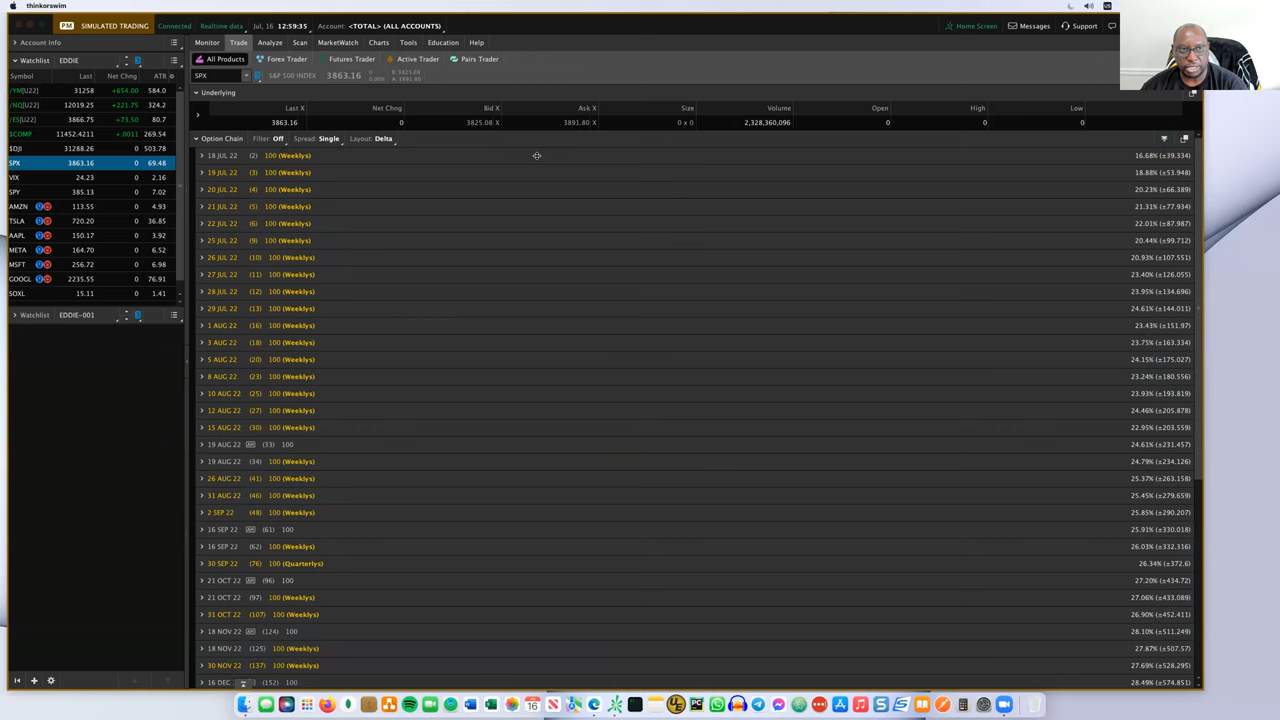 thinkorswim
SIMULATED TRADING Connected Realtime data Jul, 16 12:59:35 Account: <TOTAL> (ALL ACCOUNTS) Home Screen Messages Support
Account Info Monitor Trade Analyze Scan MarketWatch Charts Tools Education Help
Watchlist EDDIE All Products Forex Trader Futures Trader Active Trader Pairs Trader
Symbol Last Net Chng ATR SPX S&P 500 INDEX 3863.16 0 0.00% B: 3825.08 A: 3891.80
/YM[U22] 31258 +654.00 584.0 Underlying
/NQ[U22] 12019.25 +221.75 324.2 Last X Net Chng Bid X Ask X Size Volume Open High Low
/ES[U22] 3866.75 +73.50 80.7 3863.16 0 3825.08 X 3891.80 X 0 x 0 2,328,360,096 0 0 0
$COMP 11452.4211 +.0011 269.54 Option Chain Filter: Off Spread: Single Layout: Delta
$DJI 31288.26 0 503.78 18 JUL 22 (2) 100 (Weeklys) 16.68% (±39.334)
SPX 3863.16 0 69.48 19 JUL 22 (3) 100 (Weeklys) 18.88% (±53.948)
VIX 24.23 0 2.16 20 JUL 22 (4) 100 (Weeklys) 20.23% (±66.389)
SPY 385.13 0 7.02 21 JUL 22 (5) 100 (Weeklys) 21.31% (±77.934)
AMZN 113.55 0 4.93 22 JUL 22 (6) 100 (Weeklys) 22.01% (±87.987)
TSLA 720.20 0 36.85
AAPL 150.17 0 3.92 25 JUL 22 (9) 100 (Weeklys) 20.44% (±99.712)
META 164.70 0 6.52 26 JUL 22 (10) 100 (Weeklys) 20.93% (±107.551)
MSFT 256.72 0 6.98 27 JUL 22 (11) 100 (Weeklys) 23.40% (±126.055)
GOOGL 2235.55 0 76.91 28 JUL 22 (12) 100 (Weeklys) 23.95% (±134.696)
SOXL 15.11 0 1.41 29 JUL 22 (13) 100 (Weeklys) 24.61% (±144.011)
Watchlist EDDIE-001
1 AUG 22 (16) 100 (Weeklys) 23.43% (±151.97)
3 AUG 22 (18) 100 (Weeklys) 23.75% (±163.334)
5 AUG 22 (20) 100 (Weeklys) 24.15% (±175.027)
8 AUG 22 (23) 100 (Weeklys) 23.24% (±180.556)
10 AUG 22 (25) 100 (Weeklys) 23.93% (±193.819)
12 AUG 22 (27) 100 (Weeklys) 24.46% (±205.878)
15 AUG 22 (30) 100 (Weeklys) 22.95% (±203.559)
19 AUG 22 AM (33) 100 24.61% (±231.457)
19 AUG 22 (34) 100 (Weeklys) 24.79% (±234.126)
26 AUG 22 (41) 100 (Weeklys) 25.37% (±263.158)
31 AUG 22 (46) 100 (Weeklys) 25.45% (±279.659)
2 SEP 22 (48) 100 (Weeklys) 25.85% (±290.207)
16 SEP 22 AM (61) 100 25.91% (±330.018)
16 SEP 22 (62) 100 (Weeklys) 26.03% (±332.316)
30 SEP 22 (76) 100 (Quarterlys) 26.34% (±372.6)
21 OCT 22 AM (96) 100 27.20% (±434.72)
21 OCT 22 (97) 100 (Weeklys) 27.06% (±433.089)
31 OCT 22 (107) 100 (Weeklys) 26.90% (±452.411)
18 NOV 22 AM (124) 100 28.10% (±511.249)
18 NOV 22 (125) 100 (Weeklys) 27.87% (±507.57)
30 NOV 22 (137) 100 (Weeklys) 27.69% (±528.295)
16 DEC (152) 100 28.49% (±574.851)